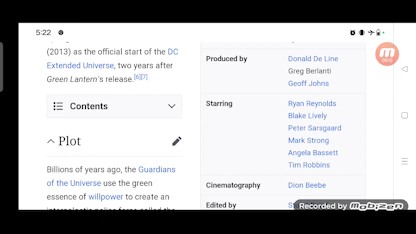 5:22
(2013) as the official start of the DC
Extended Universe, two years after
Green Lantern's release.[6][7]
Contents
Plot
Billions of years ago, the Guardians
of the Universe use the green
essence of willpower to create an
Produced by
Donald De Line
Greg Berlanti
Geoff Johns
Starring
Ryan Reynolds
Blake Lively
Peter Sarsgaard
Mark Strong
Angela Bassett
Tim Robbins
Cinematography
Dion Beebe
Edited by
Recorded by Mobizen